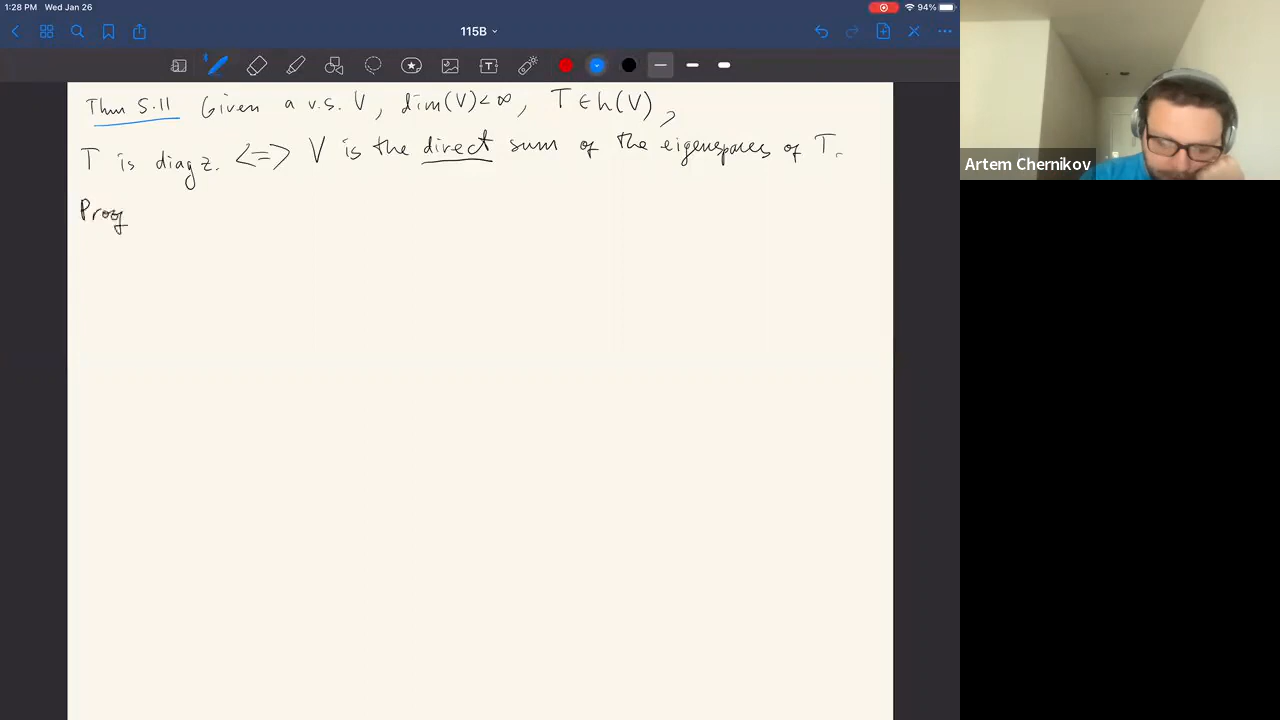 1:28 PM Wed Jan 26
94%
115B
Thm 5.11 Given a v.s. V, dim(V)<∞, T∈L(V),
T is diagz. <=> V is the direct sum of the eigenspaces of T.
Proof
Artem Chernikov